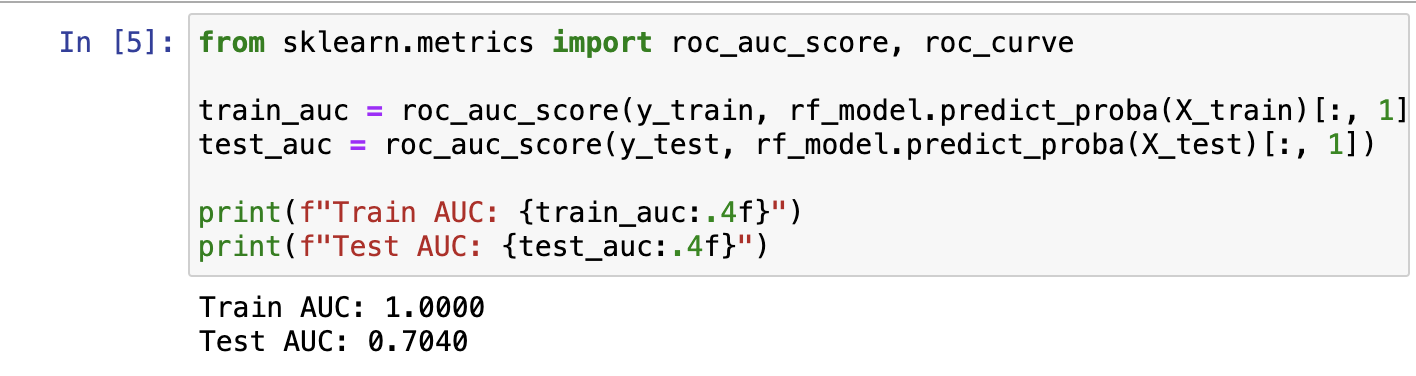 In [5]: from sklearn.metrics import roc_auc_score, roc_curve
train_auc = roc_auc_score(y_train, rf_model.predict_proba(X_train)[:, 1]
test_auc = roc_auc_score(y_test, rf_model.predict_proba(X_test)[:, 1])
print(f"Train AUC: {train_auc:.4f}")
print(f"Test AUC: {test_auc:.4f}")
Train AUC: 1.0000
Test AUC: 0.7040